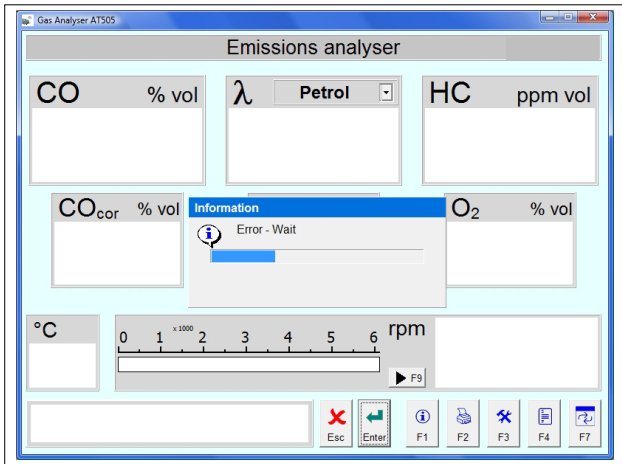 Gas Analyser AT505
Emissions analyser
CO % vol
λ Petrol
HC ppm vol
COcor % vol
O2 % vol
Information
Error - Wait
°C
0 1 x 1000 2 3 4 5 6 rpm
F9
Esc
Enter
F1
F2
F3
F4
F7